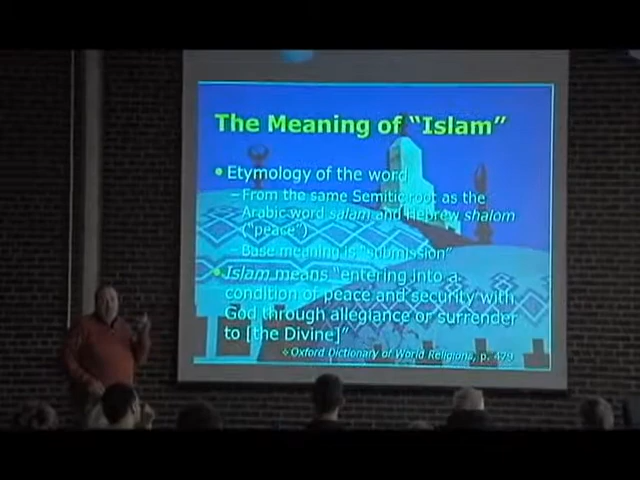 The Meaning of “Islam”
• Etymology of the word
– From the same Semitic root as the
Arabic word salam and Hebrew shalom
(“peace”)
– Base meaning is “submission”
• Islam means “entering into a
condition of peace and security with
God through allegiance or surrender
to [the Divine]”
Oxford Dictionary of World Religions, p. 479